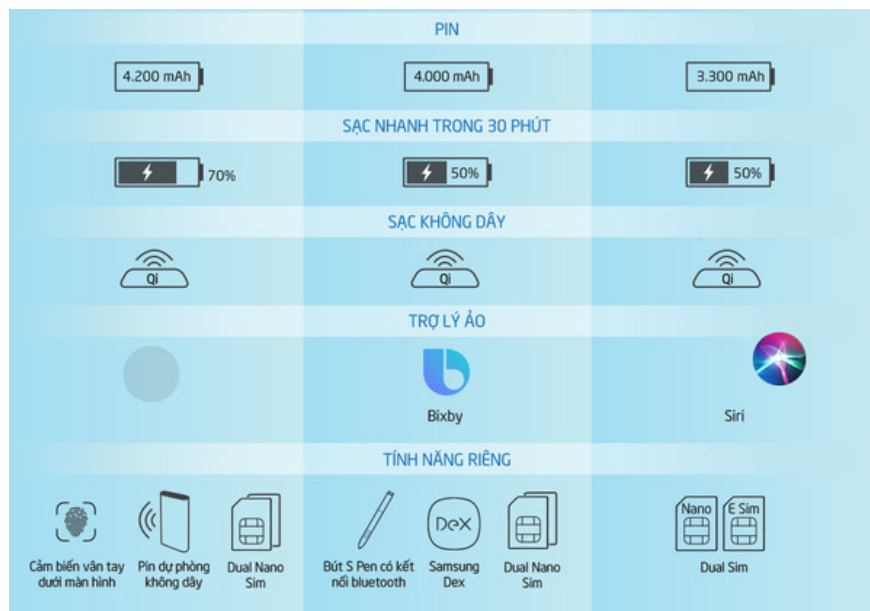 PIN
4.200 mAh 4.000 mAh 3.300 mAh
SẠC NHANH TRONG 30 PHÚT
70% 50% 50%
SẠC KHÔNG DÂY
Qi Qi Qi
TRỢ LÝ ẢO
Bixby Siri
TÍNH NĂNG RIÊNG
DeX Nano E Sim
Cảm biến vân tay Pin dự phòng Dual Nano Bút S Pen có kết Samsung Dual Nano Dual Sim
dưới màn hình không dây Sim nối bluetooth Dex Sim